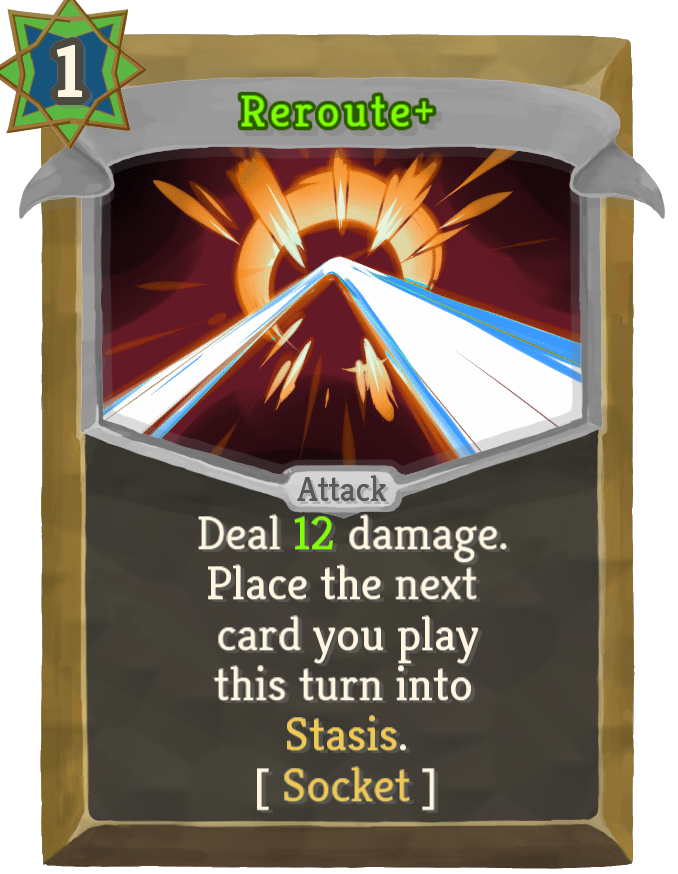 1
Reroute+
Attack
Deal 12 damage.
Place the next
card you play
this turn into
Stasis.
[ Socket ]